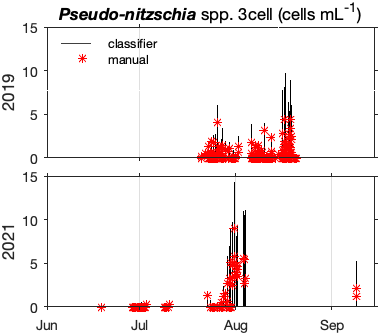 Pseudo-nitzschia spp. 3cell (cells mL-1)
15
classifier
manual
10
2019
5
0
15
10
2021
5
0
Jun Jul Aug Sep